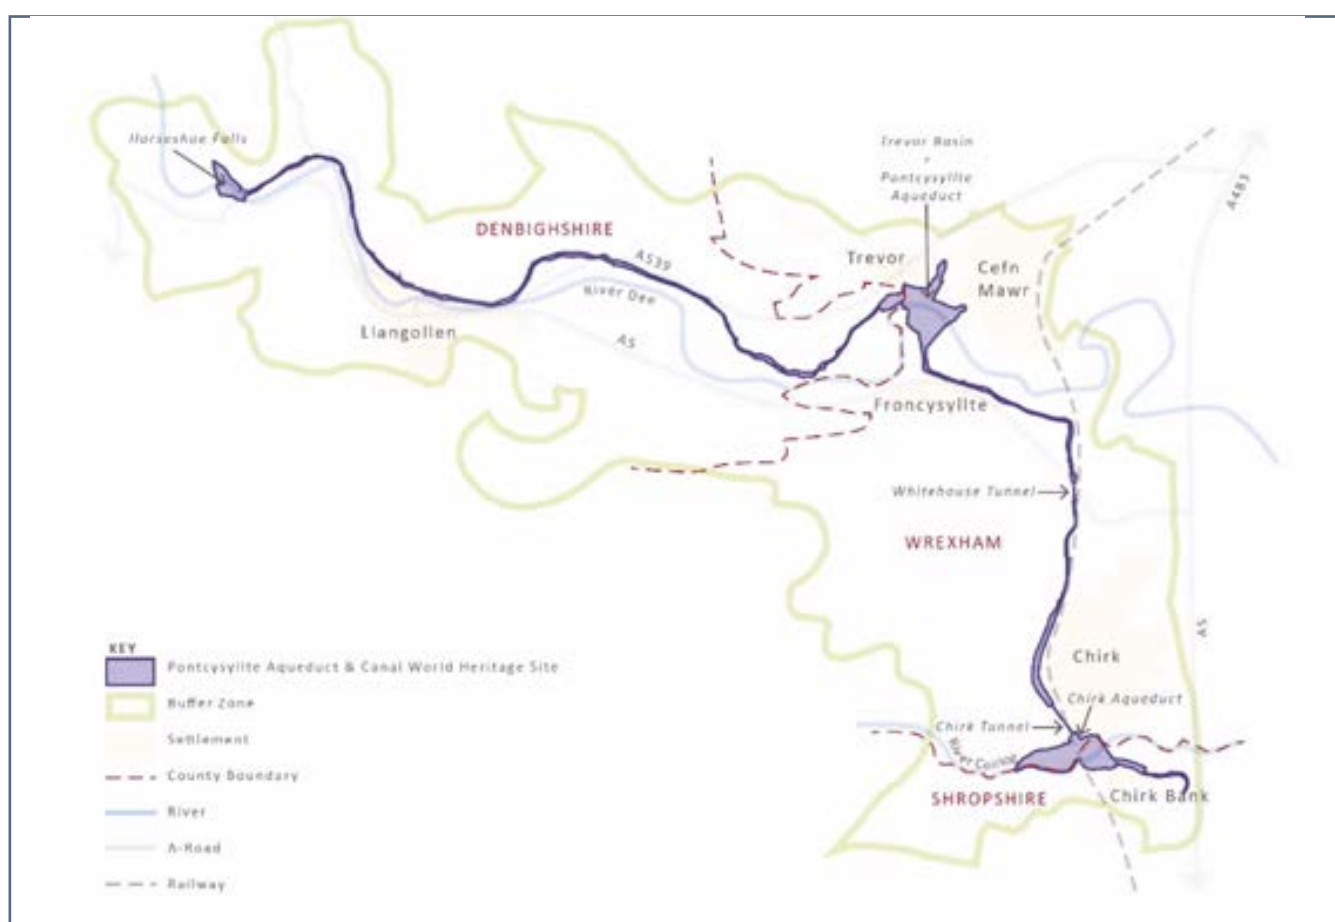 Horseshoe Falls
Trevor Basin
+
Pontcysyllte
Aqueduct
A483
DENBIGHSHIRE
A539
Trevor
Cefn
Mawr
River Dee
Llangollen
A5
Froncysyllte
Whitehouse Tunnel
WREXHAM
A5
Chirk
Chirk Aqueduct
Chirk Tunnel
River Ceiriog
SHROPSHIRE
Chirk Bank
KEY
Pontcysyllte Aqueduct & Canal World Heritage Site
Buffer Zone
Settlement
County Boundary
River
A-Road
Railway